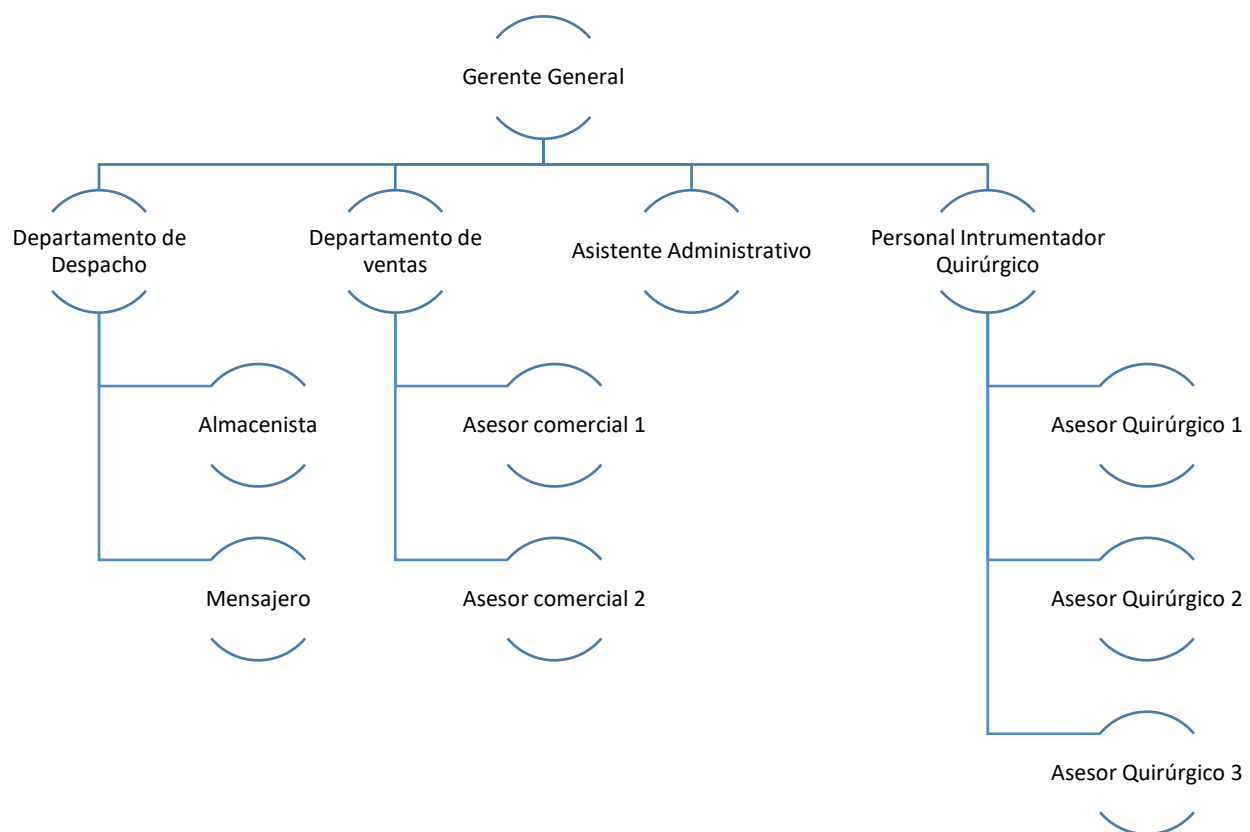 Gerente General
Departamento de
Despacho
Departamento de
ventas
Asistente Administrativo
Personal Intrumentador
Quirúrgico
Almacenista
Asesor comercial 1
Asesor Quirúrgico 1
Mensajero
Asesor comercial 2
Asesor Quirúrgico 2
Asesor Quirúrgico 3